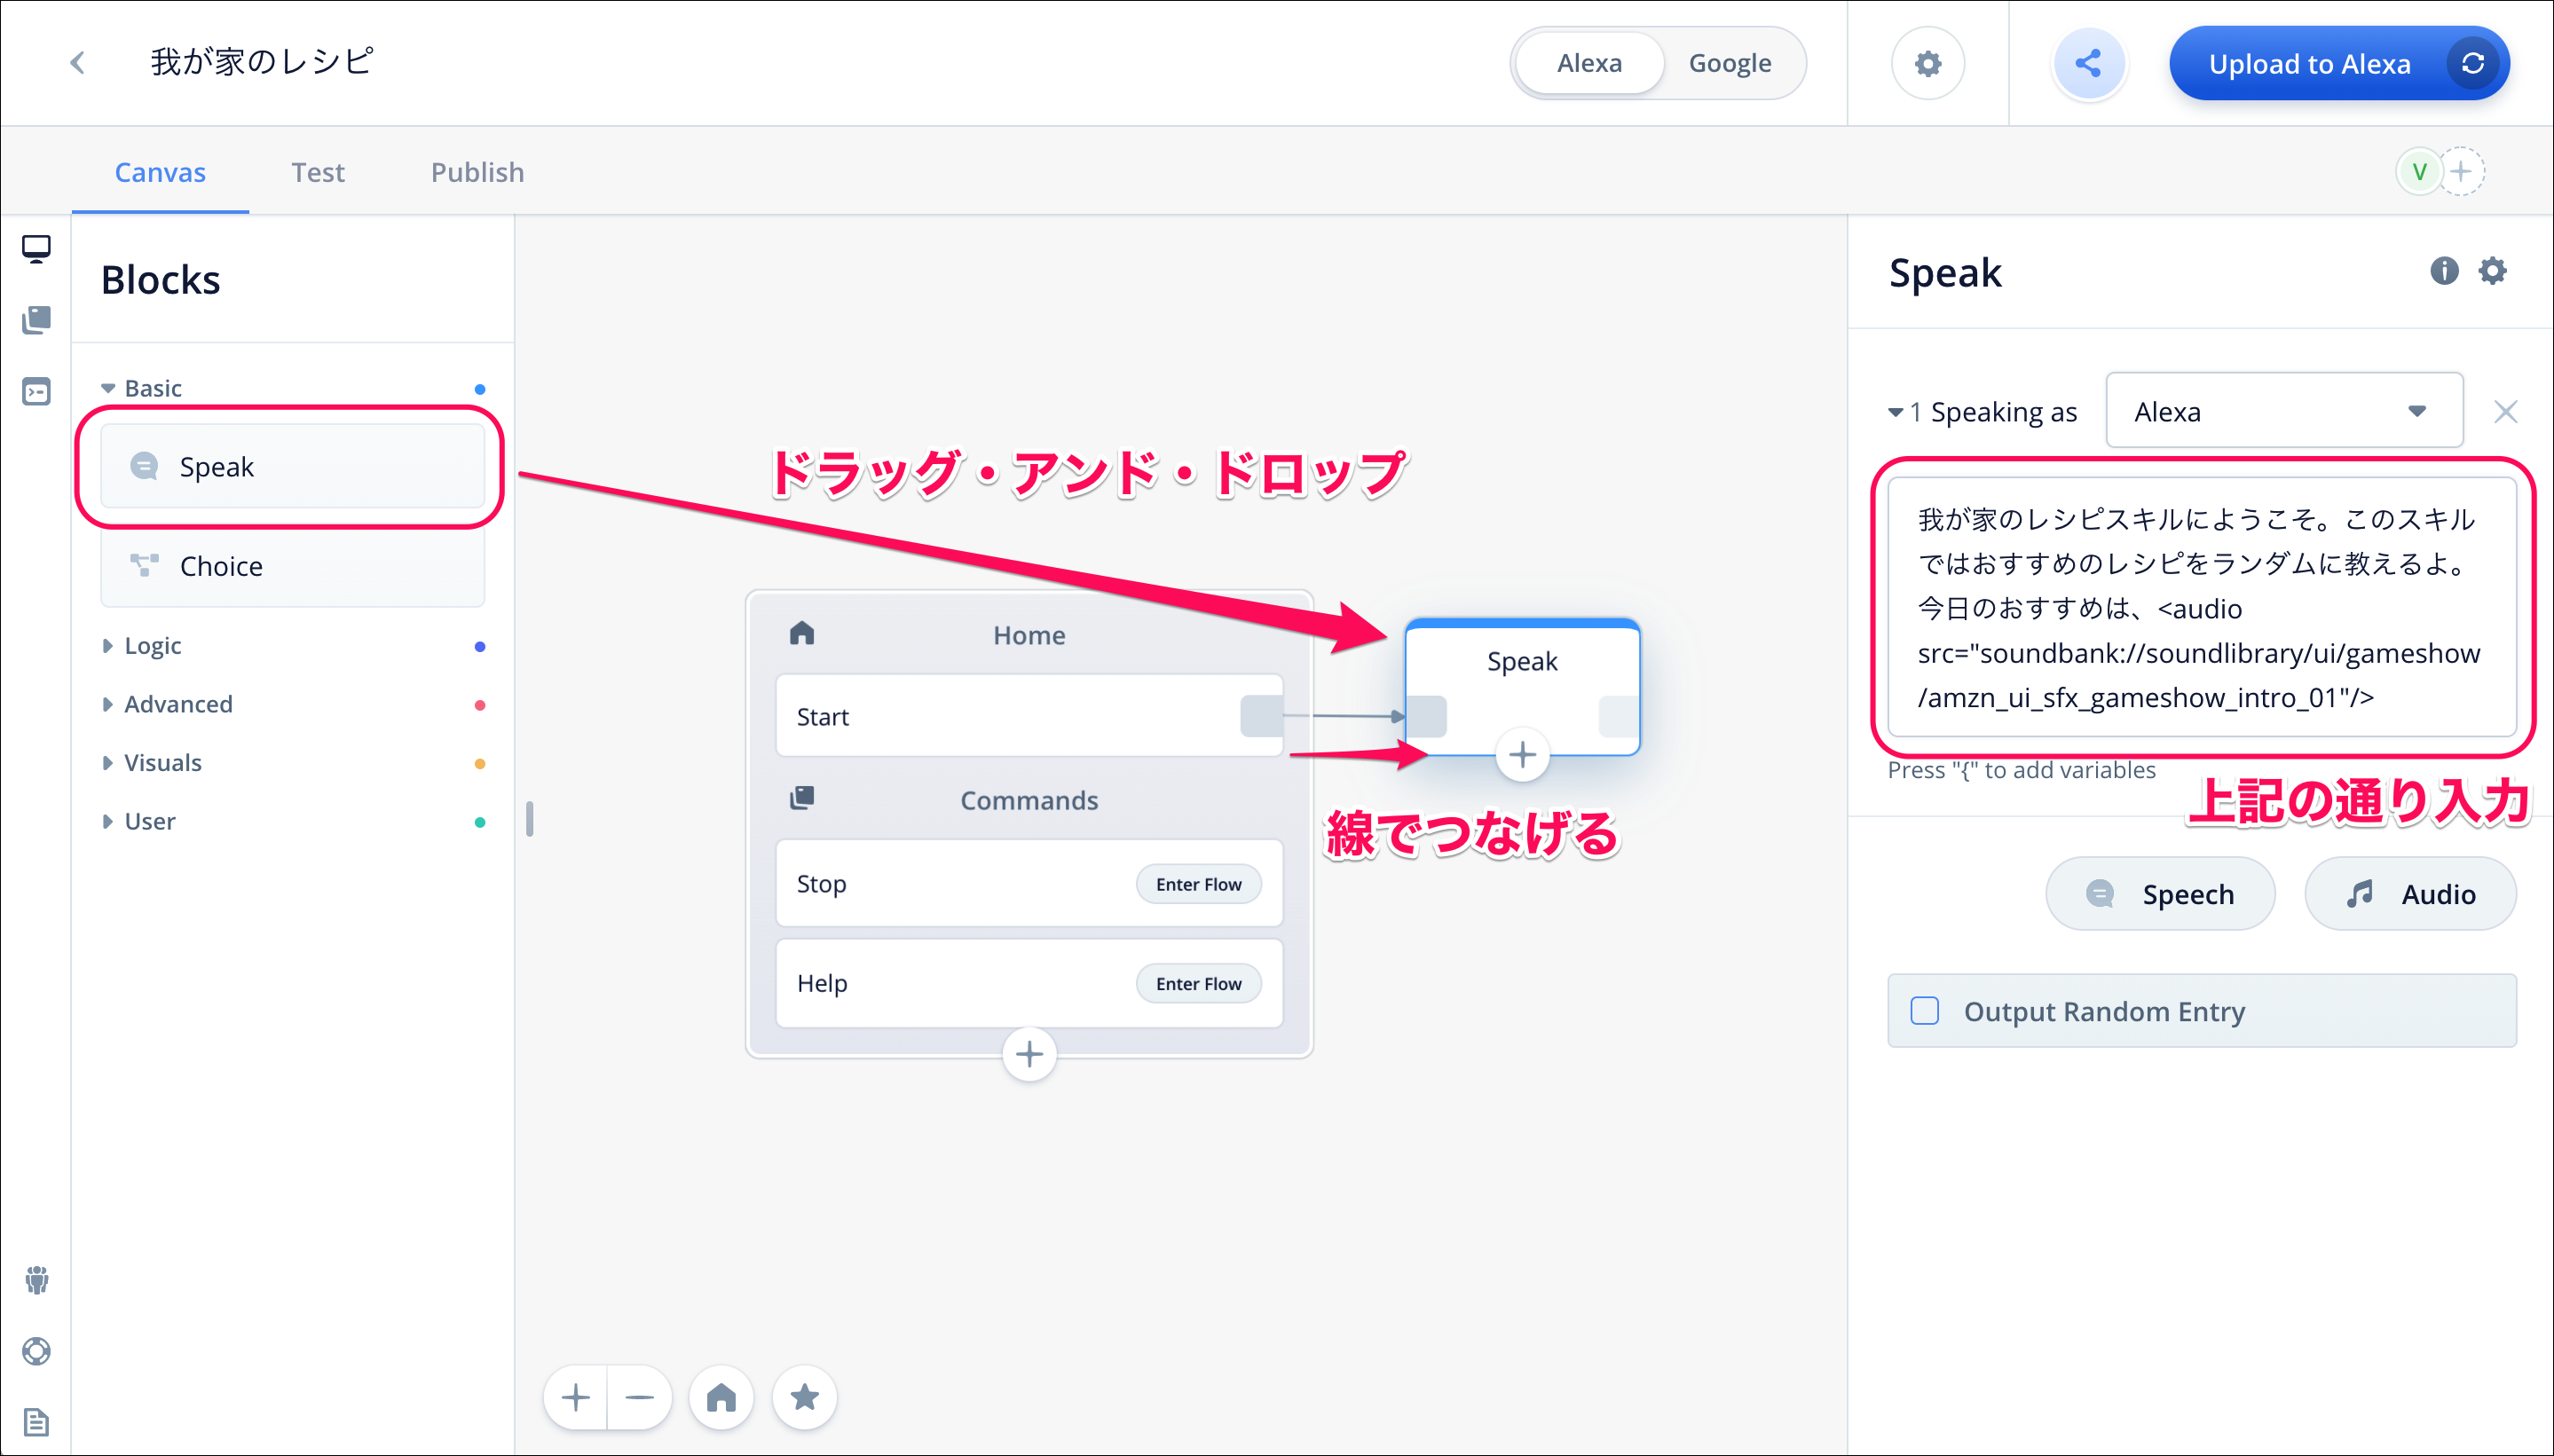 我が家のレシピ
Alexa
Google
Upload to Alexa
Canvas
Test
Publish
V
Blocks
Basic
Speak
Choice
Logic
Advanced
Visuals
User
ドラッグ・アンド・ドロップ
Home
Start
Commands
Stop
Enter Flow
Help
Enter Flow
Speak
線でつなげる
Speak
1 Speaking as
Alexa
我が家のレシピスキルにようこそ。このスキル
ではおすすめのレシピをランダムに教えるよ。
今日のおすすめは、<audio
src="soundbank://soundlibrary/ui/gameshow
/amzn_ui_sfx_gameshow_intro_01"/>
Press "{" to add variables
上記の通り入力
Speech
Audio
Output Random Entry